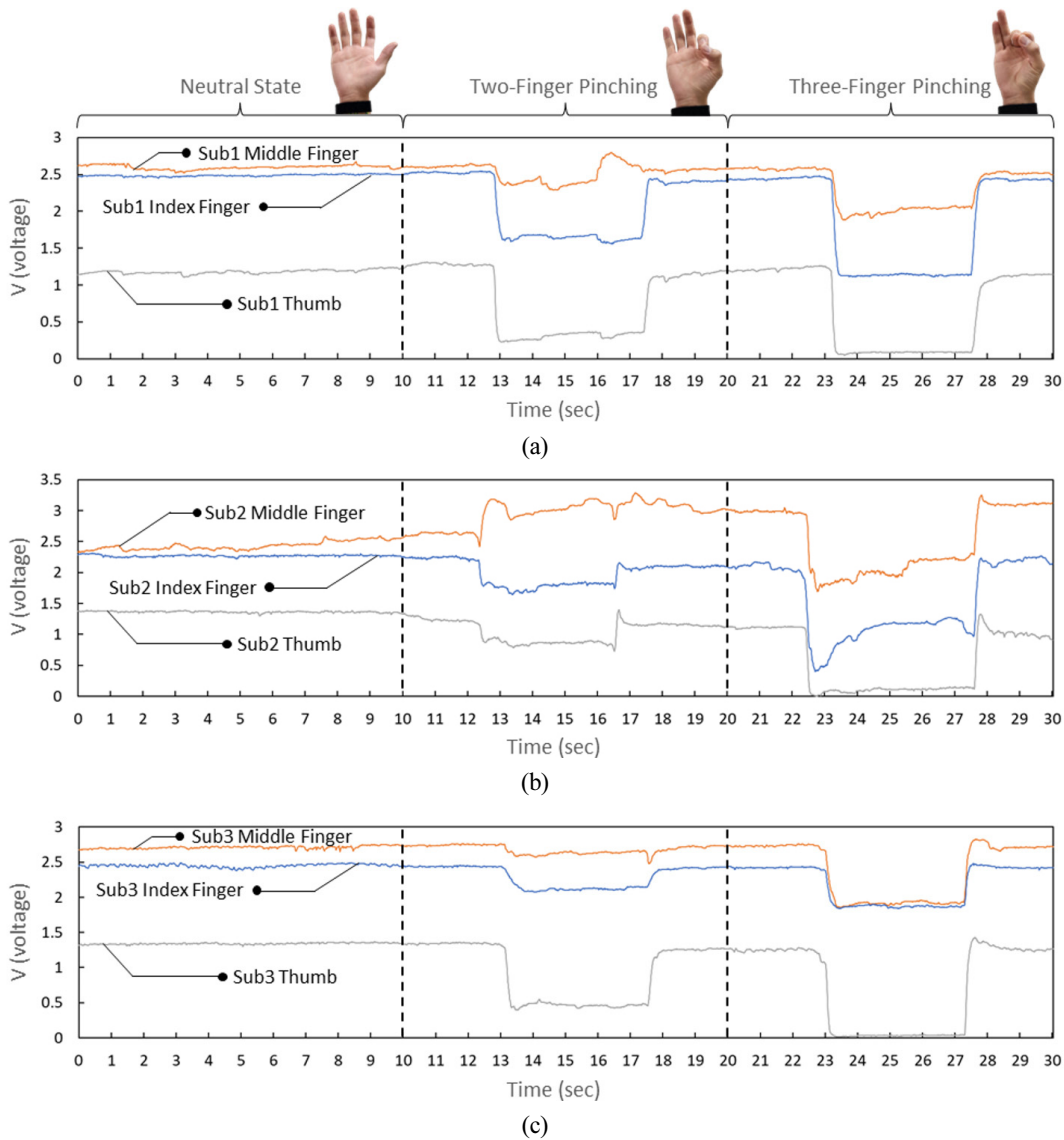 Neutral State Two-Finger Pinching Three-Finger Pinching
3
2.5
2
1.5
1
0.5
0
V (voltage)
Sub1 Middle Finger
Sub1 Index Finger
Sub1 Thumb
0 1 2 3 4 5 6 7 8 9 10 11 12 13 14 15 16 17 18 19 20 21 22 23 24 25 26 27 28 29 30
Time (sec)
(a)
3.5
3
2.5
2
1.5
1
0.5
0
V (voltage)
Sub2 Middle Finger
Sub2 Index Finger
Sub2 Thumb
0 1 2 3 4 5 6 7 8 9 10 11 12 13 14 15 16 17 18 19 20 21 22 23 24 25 26 27 28 29 30
Time (sec)
(b)
3
2.5
2
1.5
1
0.5
0
V (voltage)
Sub3 Middle Finger
Sub3 Index Finger
Sub3 Thumb
0 1 2 3 4 5 6 7 8 9 10 11 12 13 14 15 16 17 18 19 20 21 22 23 24 25 26 27 28 29 30
Time (sec)
(c)